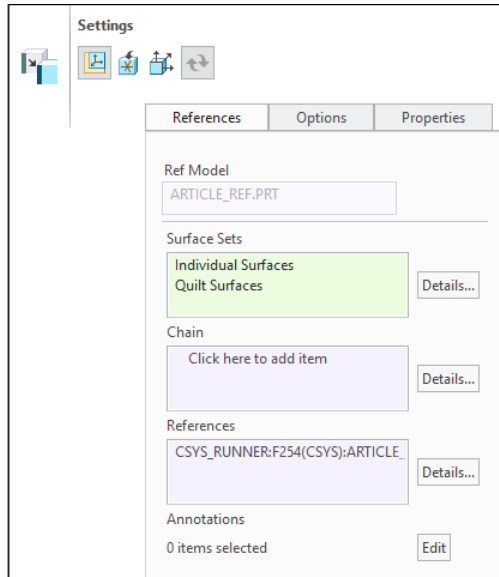 Settings
References Options Properties
Ref Model
ARTICLE_REF.PRT
Surface Sets
Individual Surfaces
Quilt Surfaces
Details...
Chain
Click here to add item
Details...
References
CSYS_RUNNER:F254(CSYS):ARTICLE_
Details...
Annotations
0 items selected
Edit